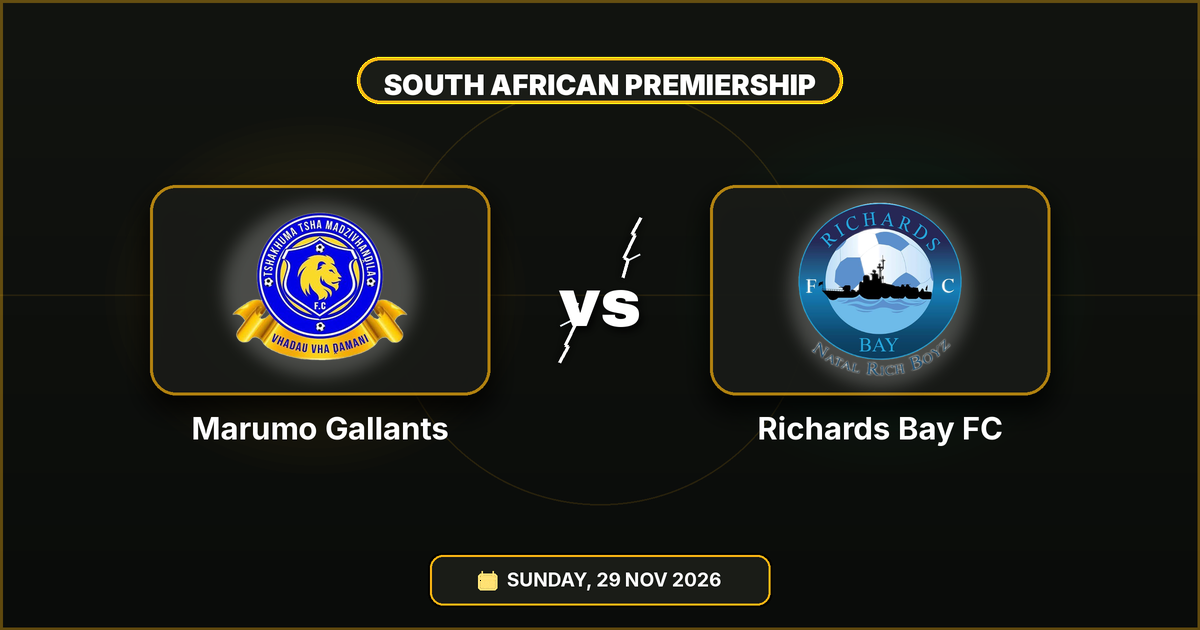 SOUTH AFRICAN PREMIERSHIP
TSHAKHUMA TSHA MADZIVHANDILA
F.C
VHADAU VHA ḒAMANI
vs
RICHARDS
F C
BAY
NATAL RICH BOYZ
Marumo Gallants
Richards Bay FC
SUNDAY, 29 NOV 2026